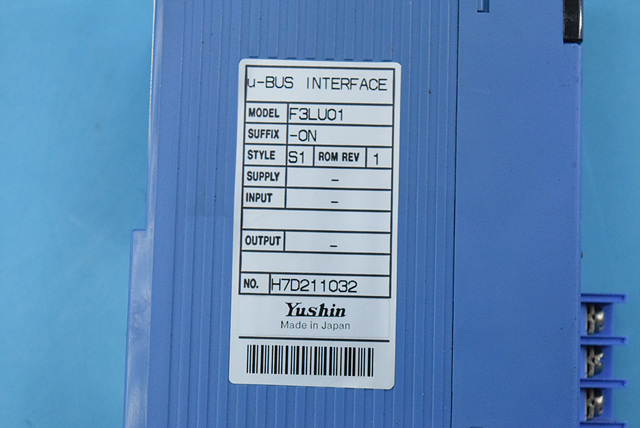 u-BUS INTERFACE
MODEL F3LU01
SUFFIX -0N
STYLE S1 ROM REV 1
SUPPLY -
INPUT -
OUTPUT -
NO. H7D211032
Yushin
Made in Japan